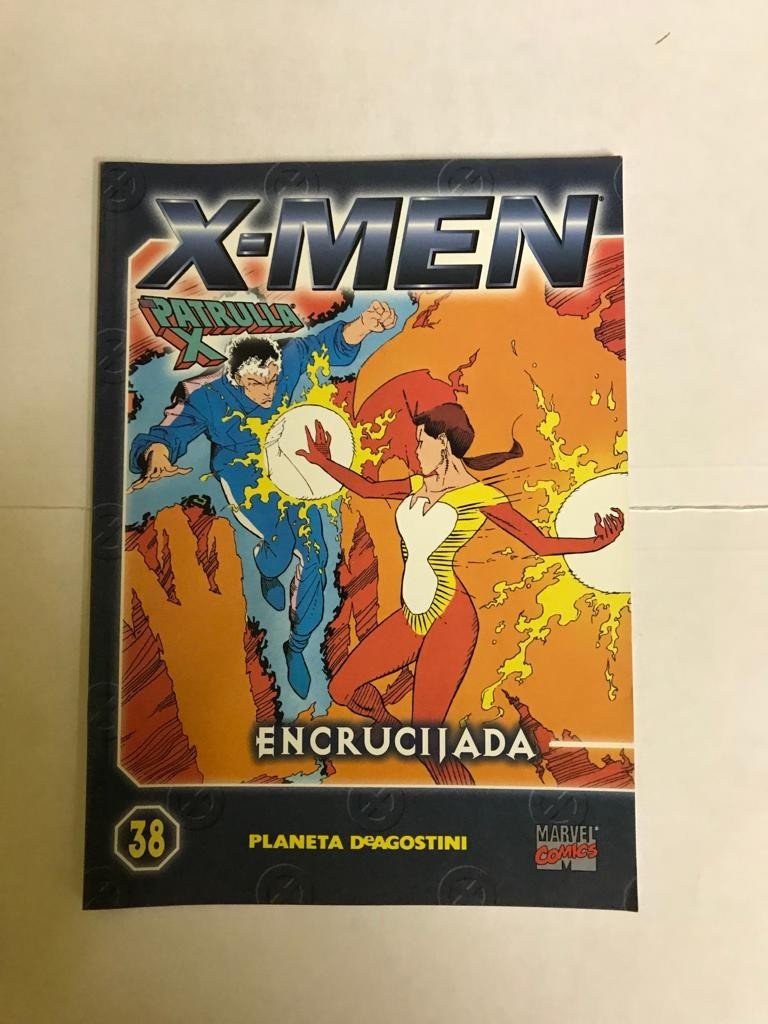 X-MEN
PATRULLA
X
ENCRUCIJADA
38
PLANETA DeAGOSTINI
MARVEL
COMICS
M